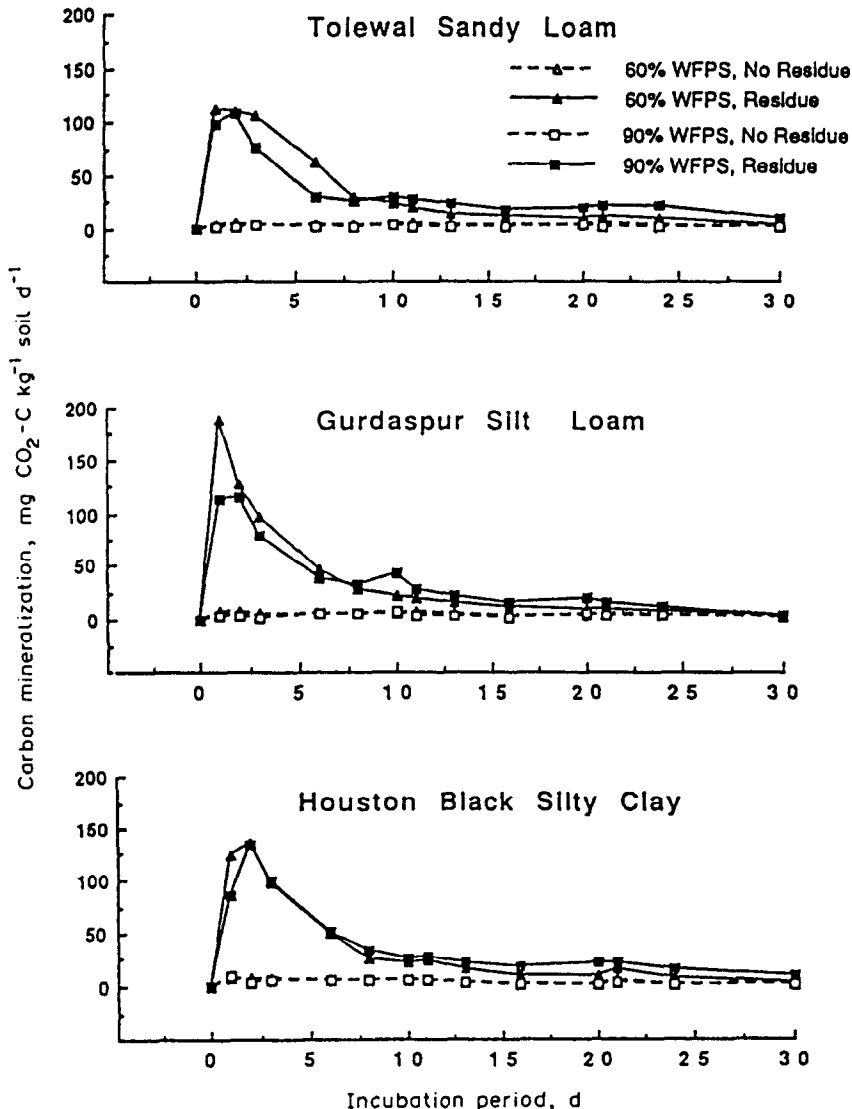 Tolewal Sandy Loam
60% WFPS, No Residue
60% WFPS, Residue
90% WFPS, No Residue
90% WFPS, Residue
200
150
100
50
0
0 5 10 15 20 25 30
Carbon mineralization, mg CO₂-C kg⁻¹ soil d⁻¹
Gurdaspur Silt Loam
200
150
100
50
0
0 5 10 15 20 25 30
Houston Black Silty Clay
200
150
100
50
0
0 5 10 15 20 25 30
Incubation period, d